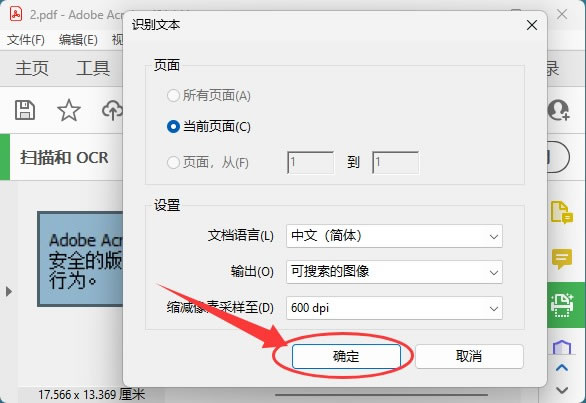 2.pdf - Adobe Acr
识别文本
文件(F) 编辑(E) 视
主页 工具
录
扫描和 OCR
页面
所有页面(A)
当前页面(C)
页面，从(F) 1 到 1
设置
文档语言(L) 中文（简体）
输出(O) 可搜索的图像
缩减像素采样至(D) 600 dpi
确定 取消
Adobe Acr
安全的版
行为。
17.566 x 13.369 厘米